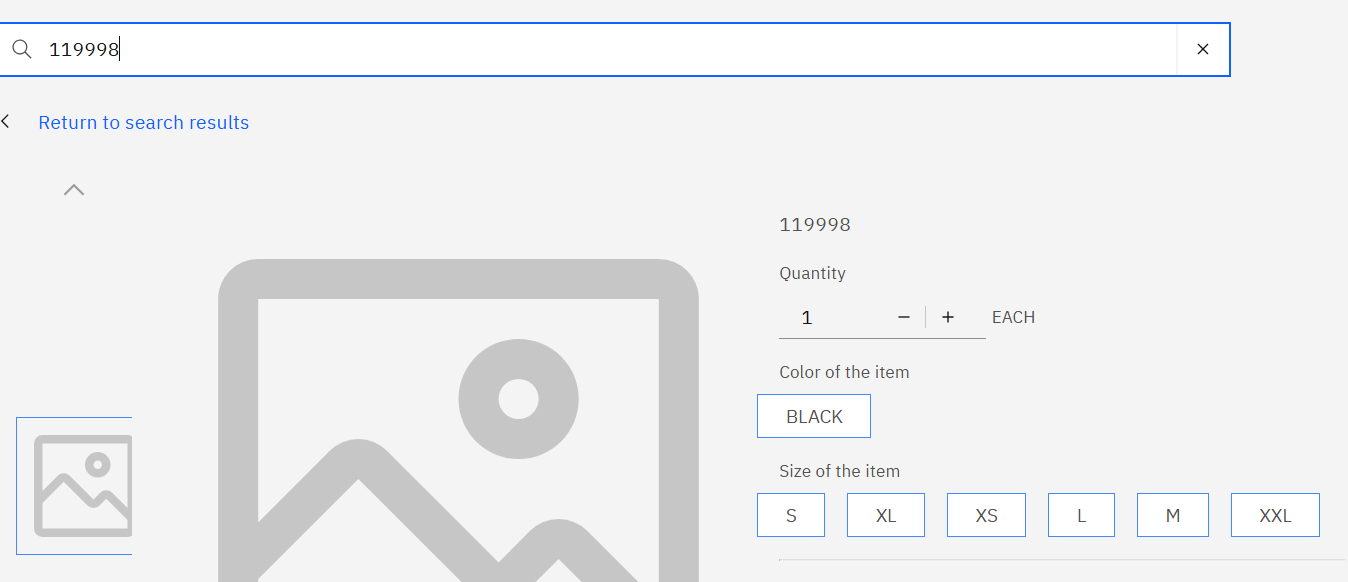 119998
Return to search results
119998
Quantity
1 EACH
Color of the item
BLACK
Size of the item
S XL XS L M XXL